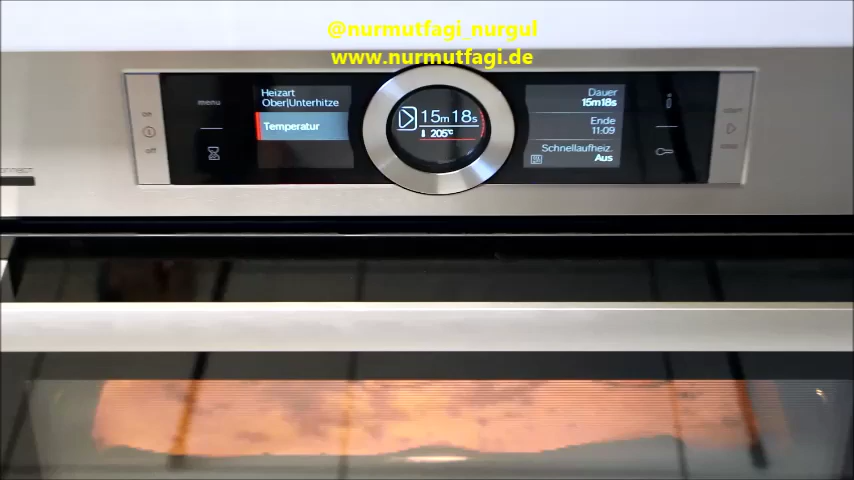 @nurmutfagi_nurgul
www.nurmutfagi.de
on
off
menu
Heizart
Ober|Unterhitze
Temperatur
15m18s
205°C
Dauer
15m18s
Ende
11:09
Schnellaufheiz.
Aus
i
start